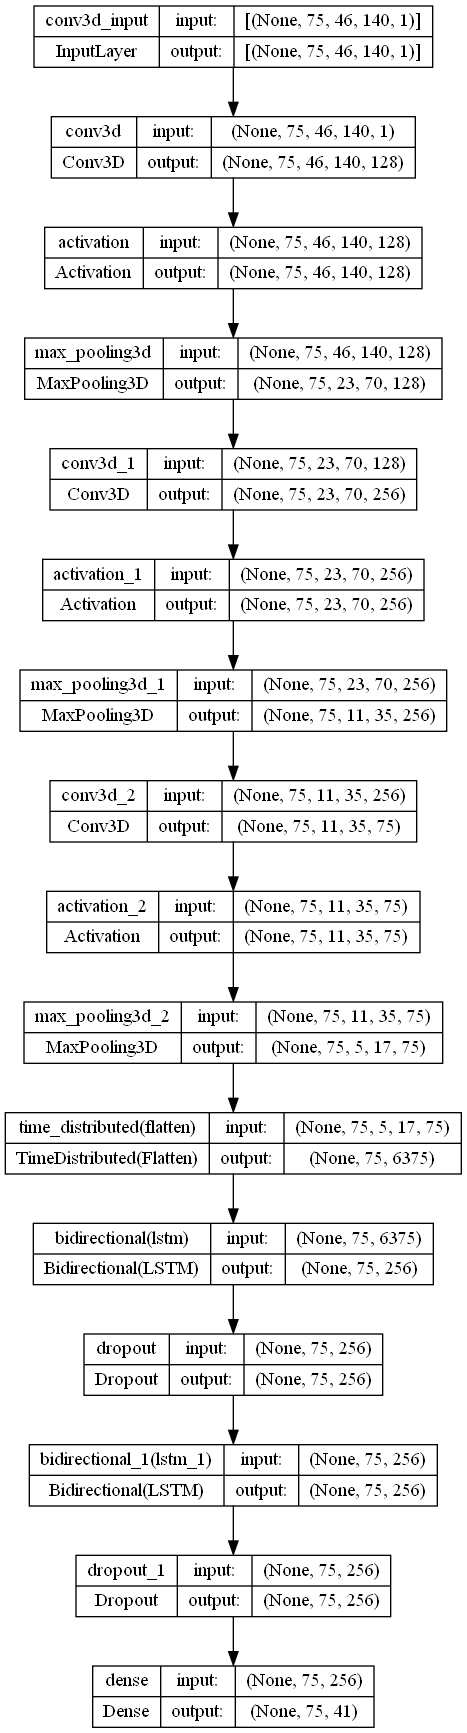 conv3d_input input: [(None, 75, 46, 140, 1)]
InputLayer output: [(None, 75, 46, 140, 1)]
conv3d input: (None, 75, 46, 140, 1)
Conv3D output: (None, 75, 46, 140, 128)
activation input: (None, 75, 46, 140, 128)
Activation output: (None, 75, 46, 140, 128)
max_pooling3d input: (None, 75, 46, 140, 128)
MaxPooling3D output: (None, 75, 23, 70, 128)
conv3d_1 input: (None, 75, 23, 70, 128)
Conv3D output: (None, 75, 23, 70, 256)
activation_1 input: (None, 75, 23, 70, 256)
Activation output: (None, 75, 23, 70, 256)
max_pooling3d_1 input: (None, 75, 23, 70, 256)
MaxPooling3D output: (None, 75, 11, 35, 256)
conv3d_2 input: (None, 75, 11, 35, 256)
Conv3D output: (None, 75, 11, 35, 75)
activation_2 input: (None, 75, 11, 35, 75)
Activation output: (None, 75, 11, 35, 75)
max_pooling3d_2 input: (None, 75, 11, 35, 75)
MaxPooling3D output: (None, 75, 5, 17, 75)
time_distributed(flatten) input: (None, 75, 5, 17, 75)
TimeDistributed(Flatten) output: (None, 75, 6375)
bidirectional(lstm) input: (None, 75, 6375)
Bidirectional(LSTM) output: (None, 75, 256)
dropout input: (None, 75, 256)
Dropout output: (None, 75, 256)
bidirectional_1(lstm_1) input: (None, 75, 256)
Bidirectional(LSTM) output: (None, 75, 256)
dropout_1 input: (None, 75, 256)
Dropout output: (None, 75, 256)
dense input: (None, 75, 256)
Dense output: (None, 75, 41)